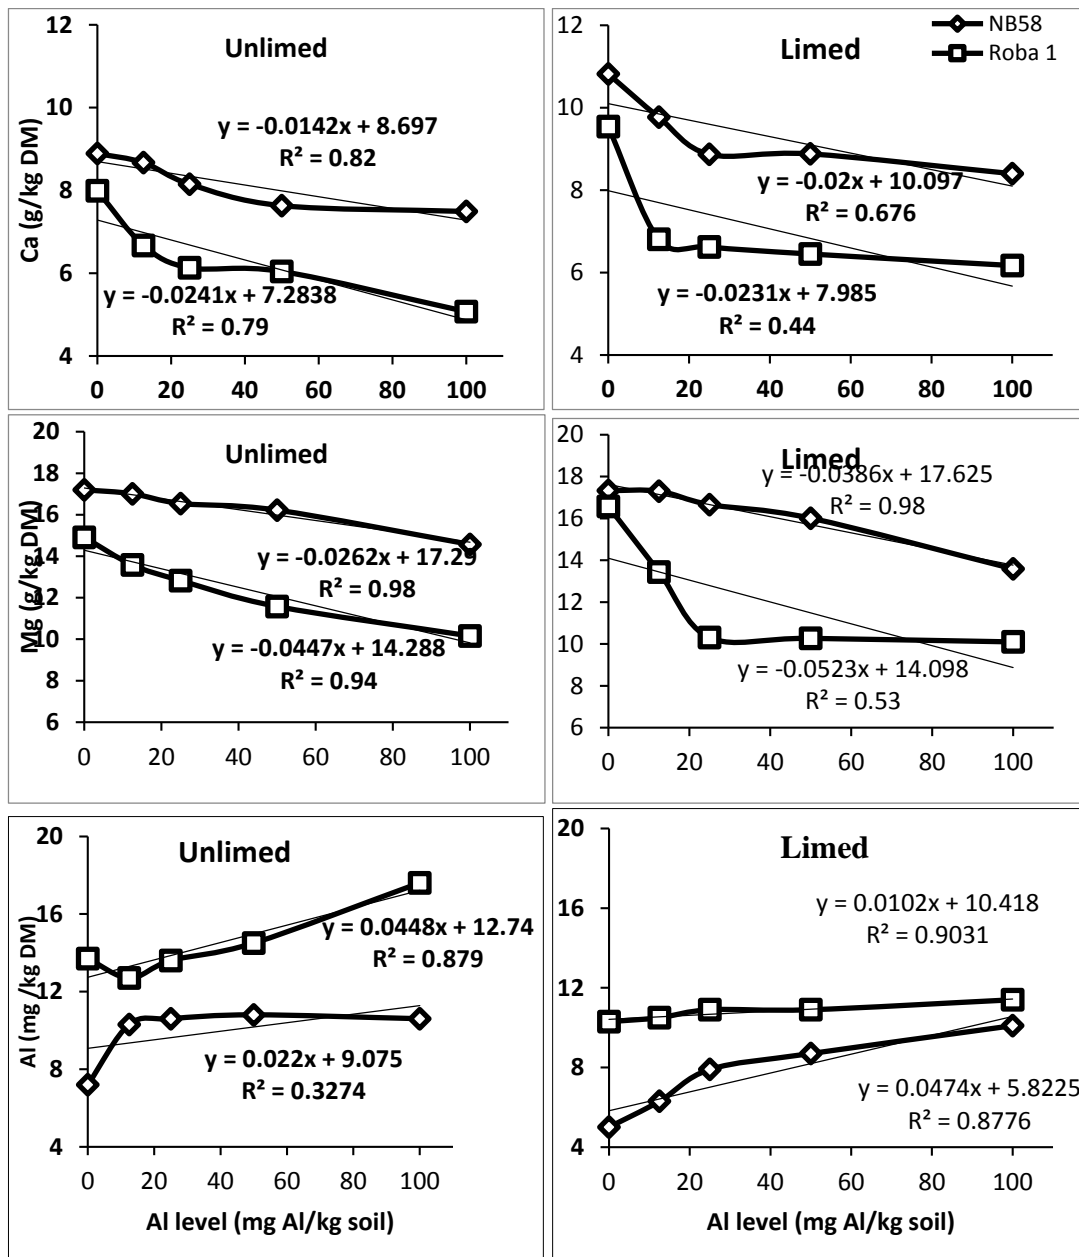 Unlimed
Ca (g/kg DM)
12
10
8
6
4
y = -0.0142x + 8.697
R² = 0.82
y = -0.0241x + 7.2838
R² = 0.79
0 20 40 60 80 100
Limed
NB58
Roba 1
12
10
8
6
4
y = -0.02x + 10.097
R² = 0.676
y = -0.0231x + 7.985
R² = 0.44
0 20 40 60 80 100
Unlimed
Mg (g/kg DM)
20
18
16
14
12
10
8
6
y = -0.0262x + 17.29
R² = 0.98
y = -0.0447x + 14.288
R² = 0.94
0 20 40 60 80 100
Limed
20
18
16
14
12
10
8
6
y = -0.0386x + 17.625
R² = 0.98
y = -0.0523x + 14.098
R² = 0.53
0 20 40 60 80 100
Unlimed
Al (mg /kg DM)
20
16
12
8
4
y = 0.0448x + 12.74
R² = 0.879
y = 0.022x + 9.075
R² = 0.3274
0 20 40 60 80 100
Al level (mg Al/kg soil)
Limed
20
16
12
8
4
y = 0.0102x + 10.418
R² = 0.9031
y = 0.0474x + 5.8225
R² = 0.8776
0 20 40 60 80 100
Al level (mg Al/kg soil)